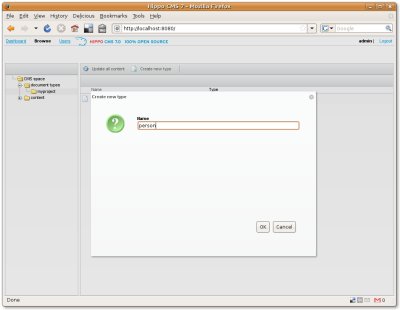 Hippo CMS 7 - Mozilla Firefox
File Edit View History Delicious Bookmarks Tools Help
http://localhost:8080/
Google
Dashboard Browse Users HIPPO CMS 7.0 100% OPEN SOURCE admin | Logout
Update all content Create new type
CMS space
document types
myproject
content
Name Type
Create new type
Name
person
OK Cancel
Done 0